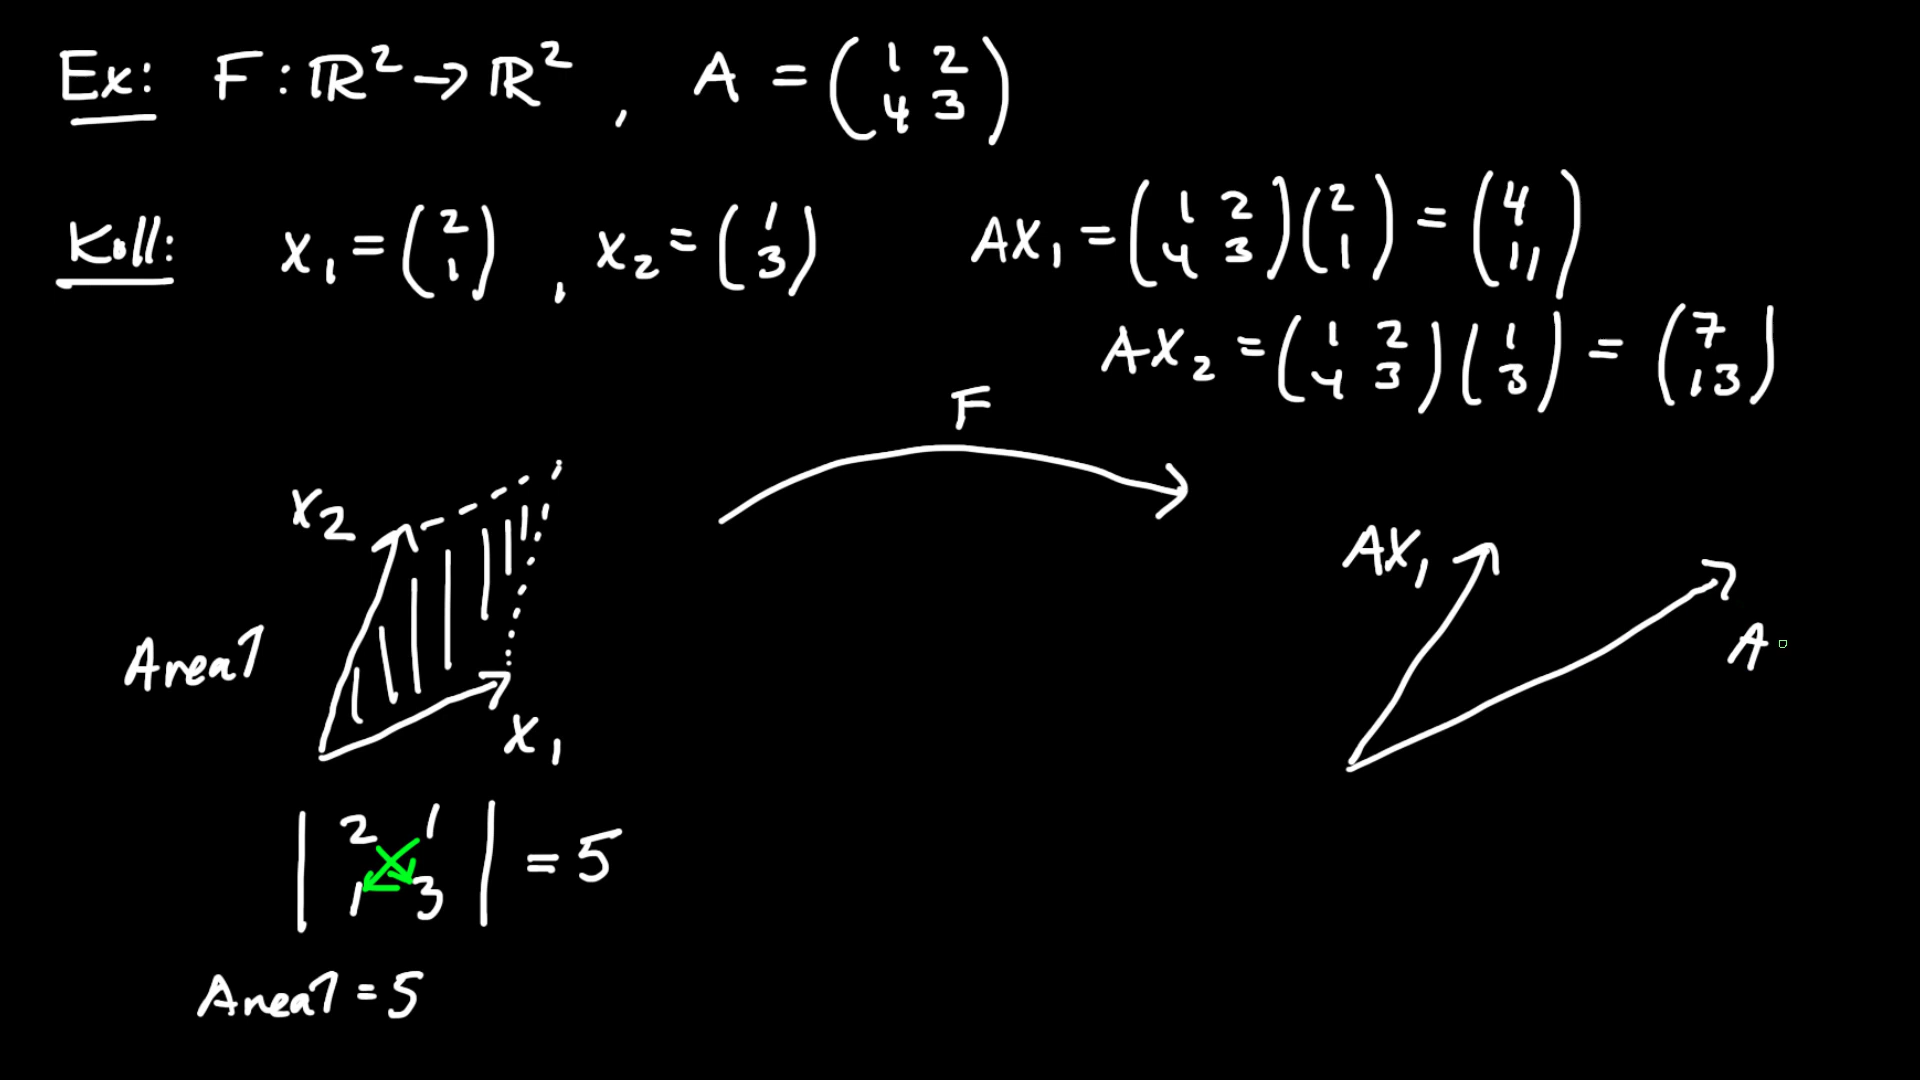 Ex: F : ℝ² → ℝ² , A = (1 2
4 3)
Koll: x₁ = (2
1) , x₂ = (1
3)
AX₁ = (1 2
4 3)(2
1) = (4
11)
AX₂ = (1 2
4 3)(1
3) = (7
13)
F
x₂
Area1
x₁
AX₁
A
|2 1
1 3| = 5
Area1 = 5